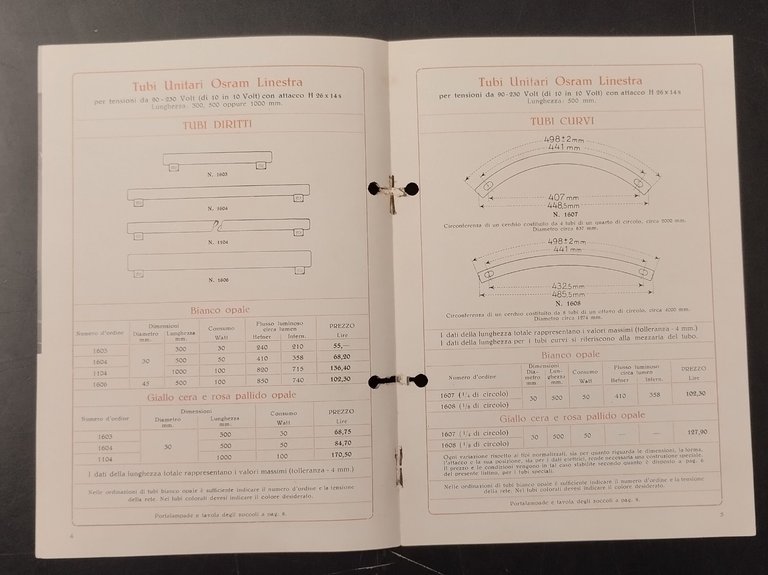 Tubi Unitari Osram Linestra
per tensioni da 90-230 Volt (di 10 in 10 Volt) con attacco H 26 x 14 s
Lunghezza: 300, 500 oppure 1000 mm.
TUBI DIRITTI
N. 1603
N. 1604
N. 1104
N. 1606
Bianco opale
Numero d'ordine Dimensioni Diametro mm. Lunghezza mm. Consumo Watt Flusso luminoso circa lumen Hefner Intern. PREZZO Lire
1603 30 300 30 240 210 55,—
1604 500 50 410 358 68,20
1104 1000 100 820 715 136,40
1606 45 500 100 850 740 102,30
Giallo cera e rosa pallido opale
Numero d'ordine Dimensioni Diametro mm. Lunghezza mm. Consumo Watt PREZZO Lire
1603 30 50 68,75
1604 500 50 84,70
1104 1000 100 170,50
I dati della lunghezza totale rappresentano i valori massimi (tolleranza - 4 mm.)
Nelle ordinazioni di tubi bianco opale è sufficiente indicare il numero d'ordine e la tensione
della rete. Nei tubi colorati devesi indicare il colore desiderato.
Portalampade e tavola degli zoccoli a pag. 8.
4
Tubi Unitari Osram Linestra
per tensioni da 90-230 Volt (di 10 in 10 Volt) con attacco H 26 x 14 s
Lunghezza: 500 mm.
TUBI CURVI
498±2mm
441 mm
407 mm
448,5mm
N. 1607
Circonferenza di un cerchio costituito da 4 tubi di un quarto di circolo, circa 2000 mm.
Diametro circa 637 mm.
498±2mm
441mm
432,5mm
485,5mm
N. 1608
Circonferenza di un cerchio costituito da 8 tubi di un ottavo di circolo, circa 4000 mm.
Diametro circa 1274 mm.
I dati della lunghezza totale rappresentano i valori massimi (tolleranza - 4 mm.)
I dati della lunghezza per i tubi curvi si riferiscono alla mezzaria del tubo.
Bianco opale
Numero d'ordine Dimensioni Diametro mm. Lunghezza mm. Consumo Watt Flusso luminoso circa lumen Hefner Intern. PREZZO Lire
1607 (1/4 di circolo) 30 500 50 410 358 102,30
1608 (1/8 di circolo)
Giallo cera e rosa pallido opale
1607 (1/4 di circolo) 30 500 50 — — 127,90
1608 (1/8 di circolo)
Ogni variazione rispetto ai tipi normalizzati, sia per quanto riguarda le dimensioni, la forma,
l'attacco e la sua posizione, sia per i dati elettrici, rende necessaria una costruzione speciale.
Il prezzo e le condizioni vengono in tal caso stabilite secondo quanto è disposto a pag. 6
del presente listino, per i tubi speciali.
Nelle ordinazioni di tubi bianco opale è sufficiente indicare il numero d'ordine e la tensione
della rete. Nei tubi colorati devesi indicare il colore desiderato.
Portalampade e tavola degli zoccoli a pag. 8.
5